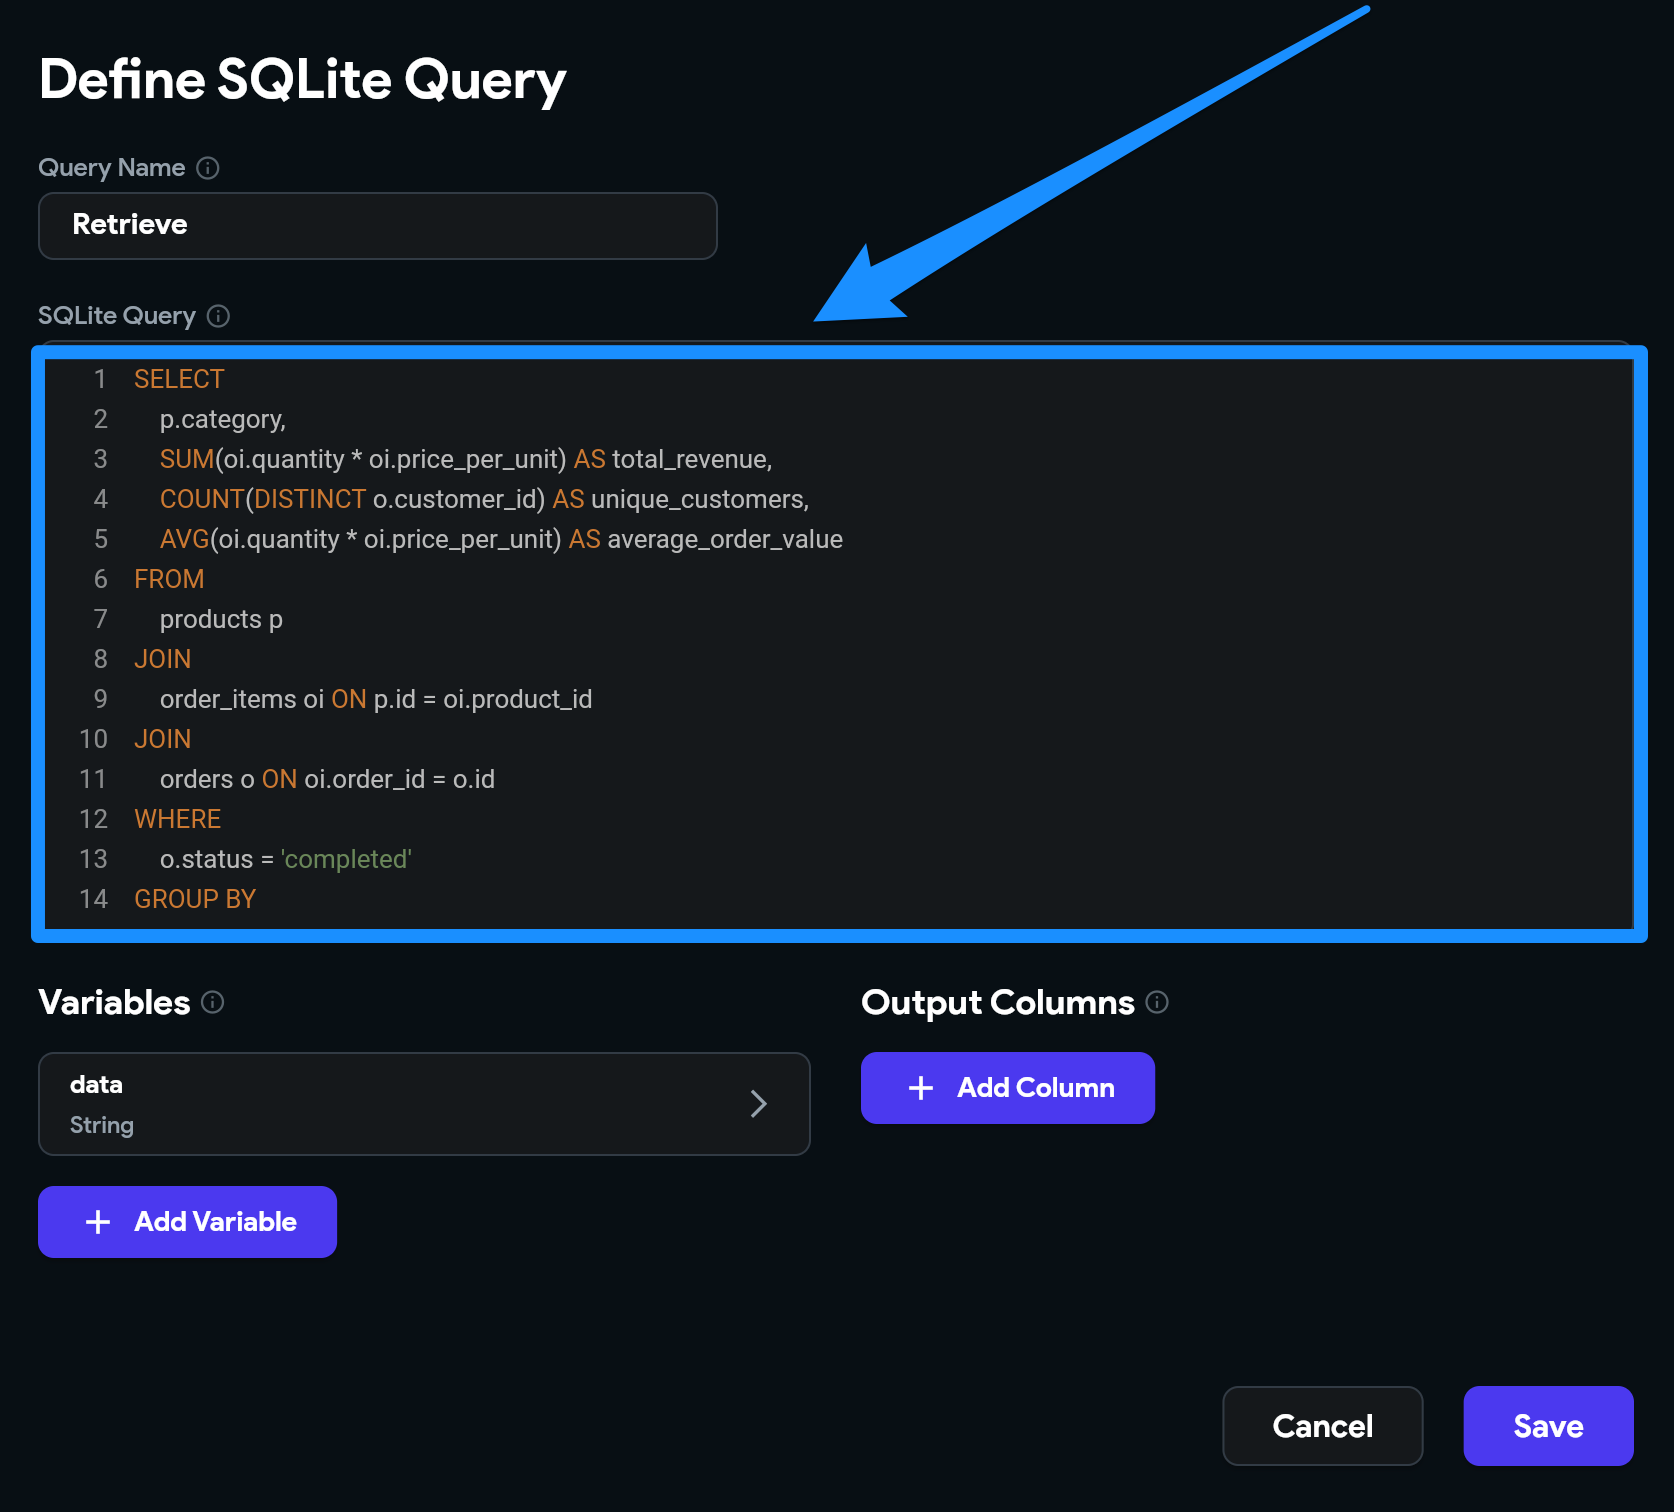 Define SQLite Query
Query Name
Retrieve
SQLite Query
1 SELECT
2 p.category,
3 SUM(oi.quantity * oi.price_per_unit) AS total_revenue,
4 COUNT(DISTINCT o.customer_id) AS unique_customers,
5 AVG(oi.quantity * oi.price_per_unit) AS average_order_value
6 FROM
7 products p
8 JOIN
9 order_items oi ON p.id = oi.product_id
10 JOIN
11 orders o ON oi.order_id = o.id
12 WHERE
13 o.status = 'completed'
14 GROUP BY
Variables
data
String
+ Add Variable
Output Columns
+ Add Column
Cancel
Save